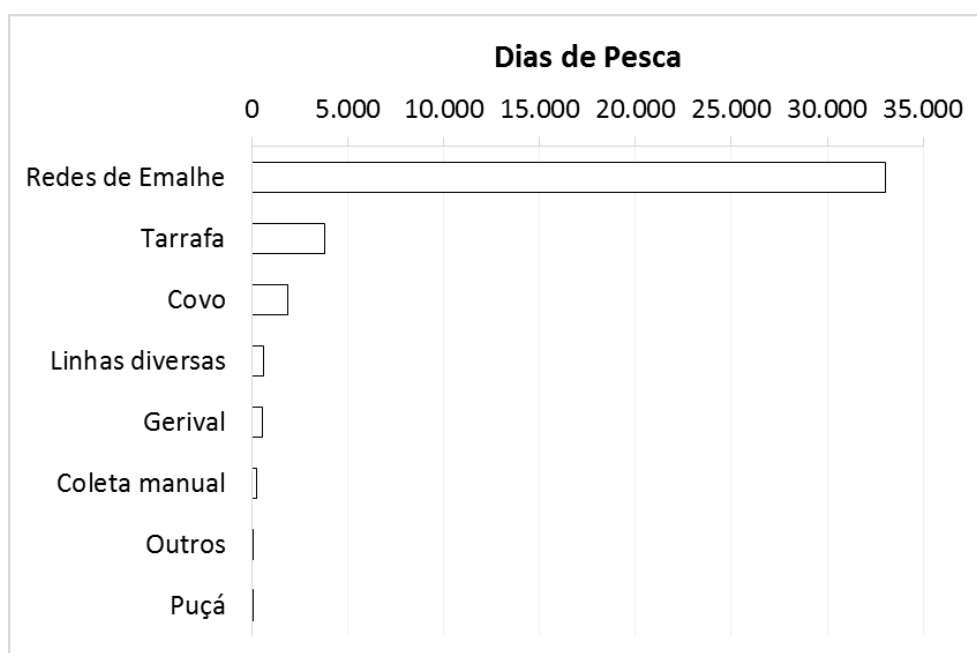 Dias de Pesca
0 5.000 10.000 15.000 20.000 25.000 30.000 35.000
Redes de Emalhe
Tarrafa
Covo
Linhas diversas
Gerival
Coleta manual
Outros
Puçá